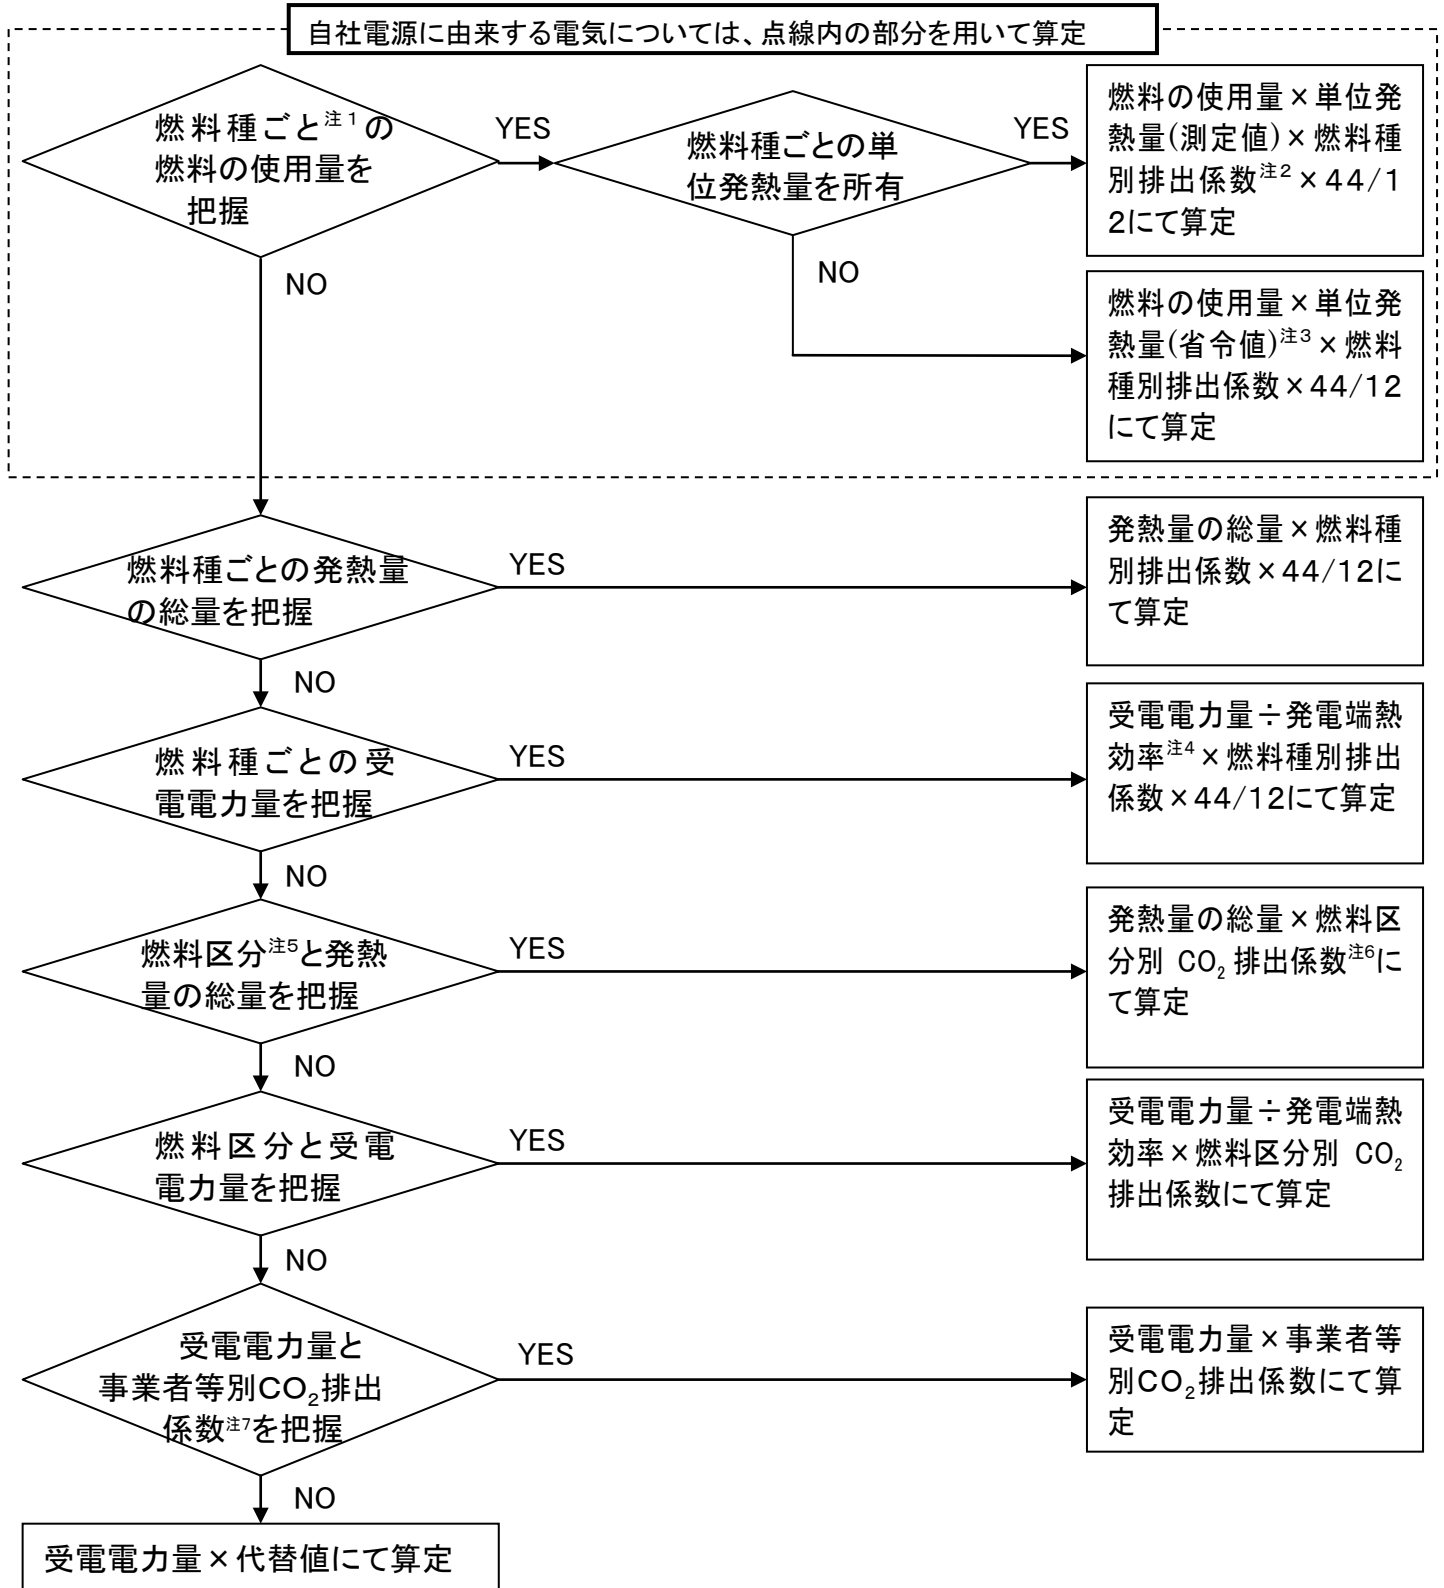 自社電源に由来する電気については、点線内の部分を用いて算定
燃料種ごと注１の
燃料の使用量を
把握
YES
燃料種ごとの単
位発熱量を所有
YES
燃料の使用量×単位発
熱量(測定値)×燃料種
別排出係数注２×44/1
2にて算定
NO
NO
燃料の使用量×単位発
熱量(省令値)注３×燃料
種別排出係数×44/12
にて算定
燃料種ごとの発熱量
の総量を把握
YES
発熱量の総量×燃料種
別排出係数×44/12に
て算定
NO
燃料種ごとの受
電電力量を把握
YES
受電電力量÷発電端熱
効率注4×燃料種別排出
係数×44/12にて算定
NO
燃料区分注5と発熱
量の総量を把握
YES
発熱量の総量×燃料区
分別 CO₂ 排出係数注6に
て算定
NO
燃料区分と受電
電力量を把握
YES
受電電力量÷発電端熱
効率×燃料区分別 CO₂
排出係数にて算定
NO
受電電力量と
事業者等別CO₂排出
係数注7を把握
YES
受電電力量×事業者等
別CO₂排出係数にて算
定
NO
受電電力量×代替値にて算定